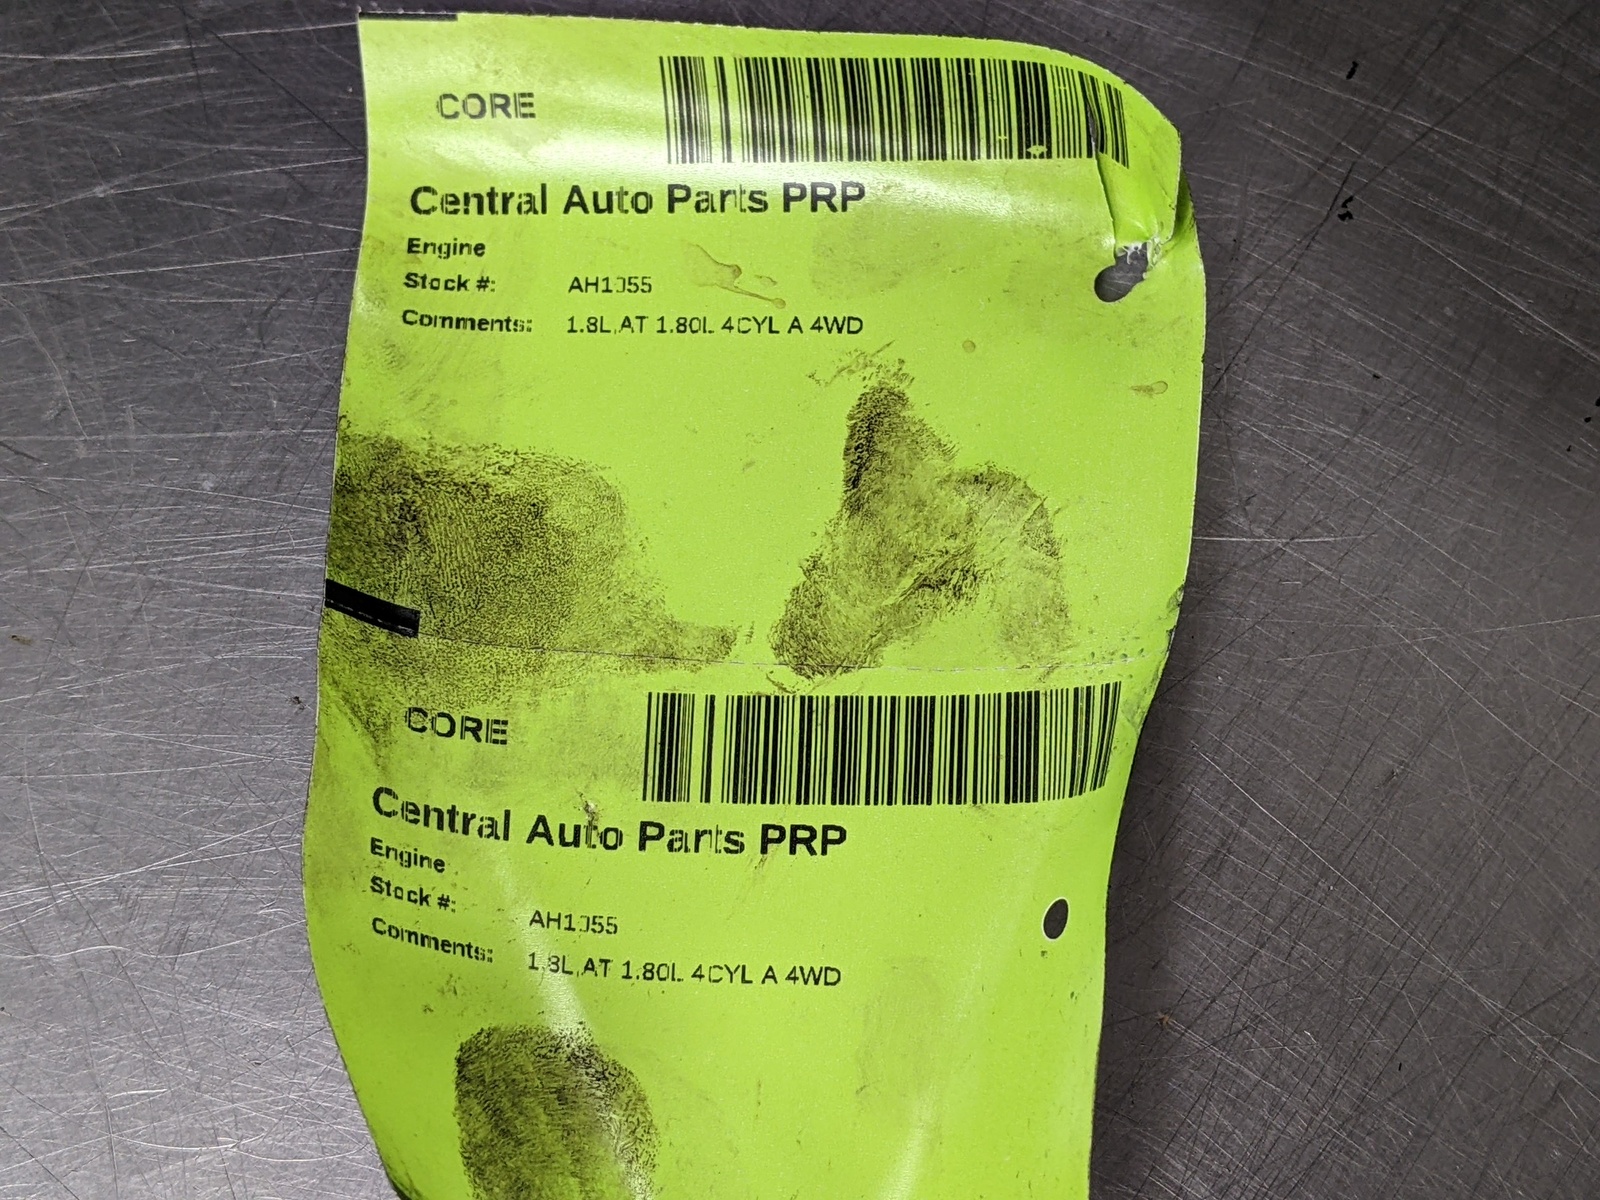 CORE
Central Auto Parts PRP
Engine
Stock #: AH1055
Comments: 1.8L,AT 1.80L 4CYL A 4WD
CORE
Central Auto Parts PRP
Engine
Stock #: AH1055
Comments: 1.8L,AT 1.80L 4CYL A 4WD